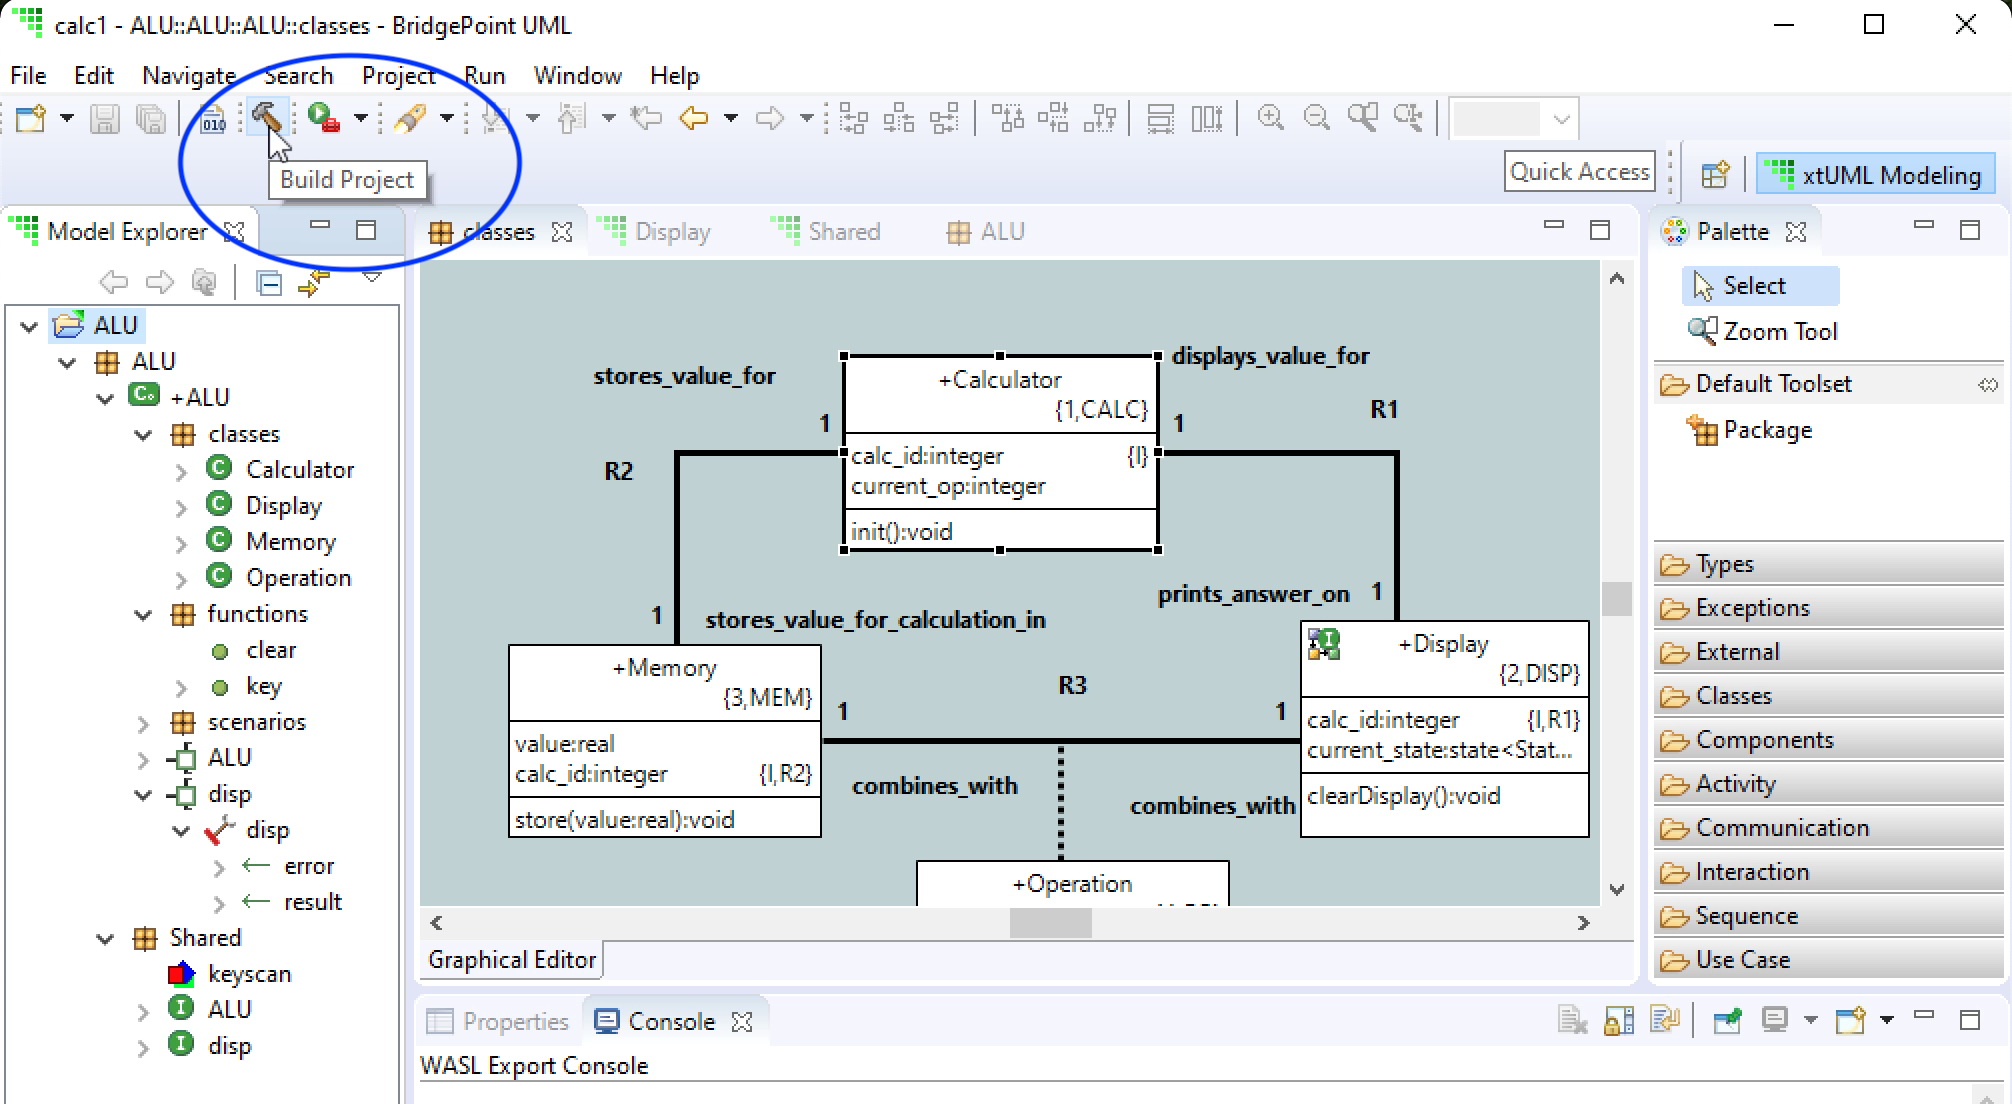 calc1 - ALU::ALU::ALU::classes - BridgePoint UML
File Edit Navigate Search Project Run Window Help
010
Build Project
Quick Access
xtUML Modeling
Model Explorer
classes Display Shared ALU
Palette
ALU
ALU
+ALU
classes
Calculator
Display
Memory
Operation
functions
clear
key
scenarios
ALU
disp
disp
error
result
Shared
keyscan
ALU
disp
stores_value_for
displays_value_for
+Calculator
{1,CALC}
1
1
R1
R2
calc_id:integer {I}
current_op:integer
init():void
1
stores_value_for_calculation_in
prints_answer_on 1
+Memory
{3,MEM}
value:real
calc_id:integer {I,R2}
store(value:real):void
R3
1
1
combines_with
combines_with
+Display
{2,DISP}
calc_id:integer {I,R1}
current_state:state<Stat...
clearDisplay():void
+Operation
Graphical Editor
Select
Zoom Tool
Default Toolset
Package
Types
Exceptions
External
Classes
Components
Activity
Communication
Interaction
Sequence
Use Case
Properties Console
WASL Export Console